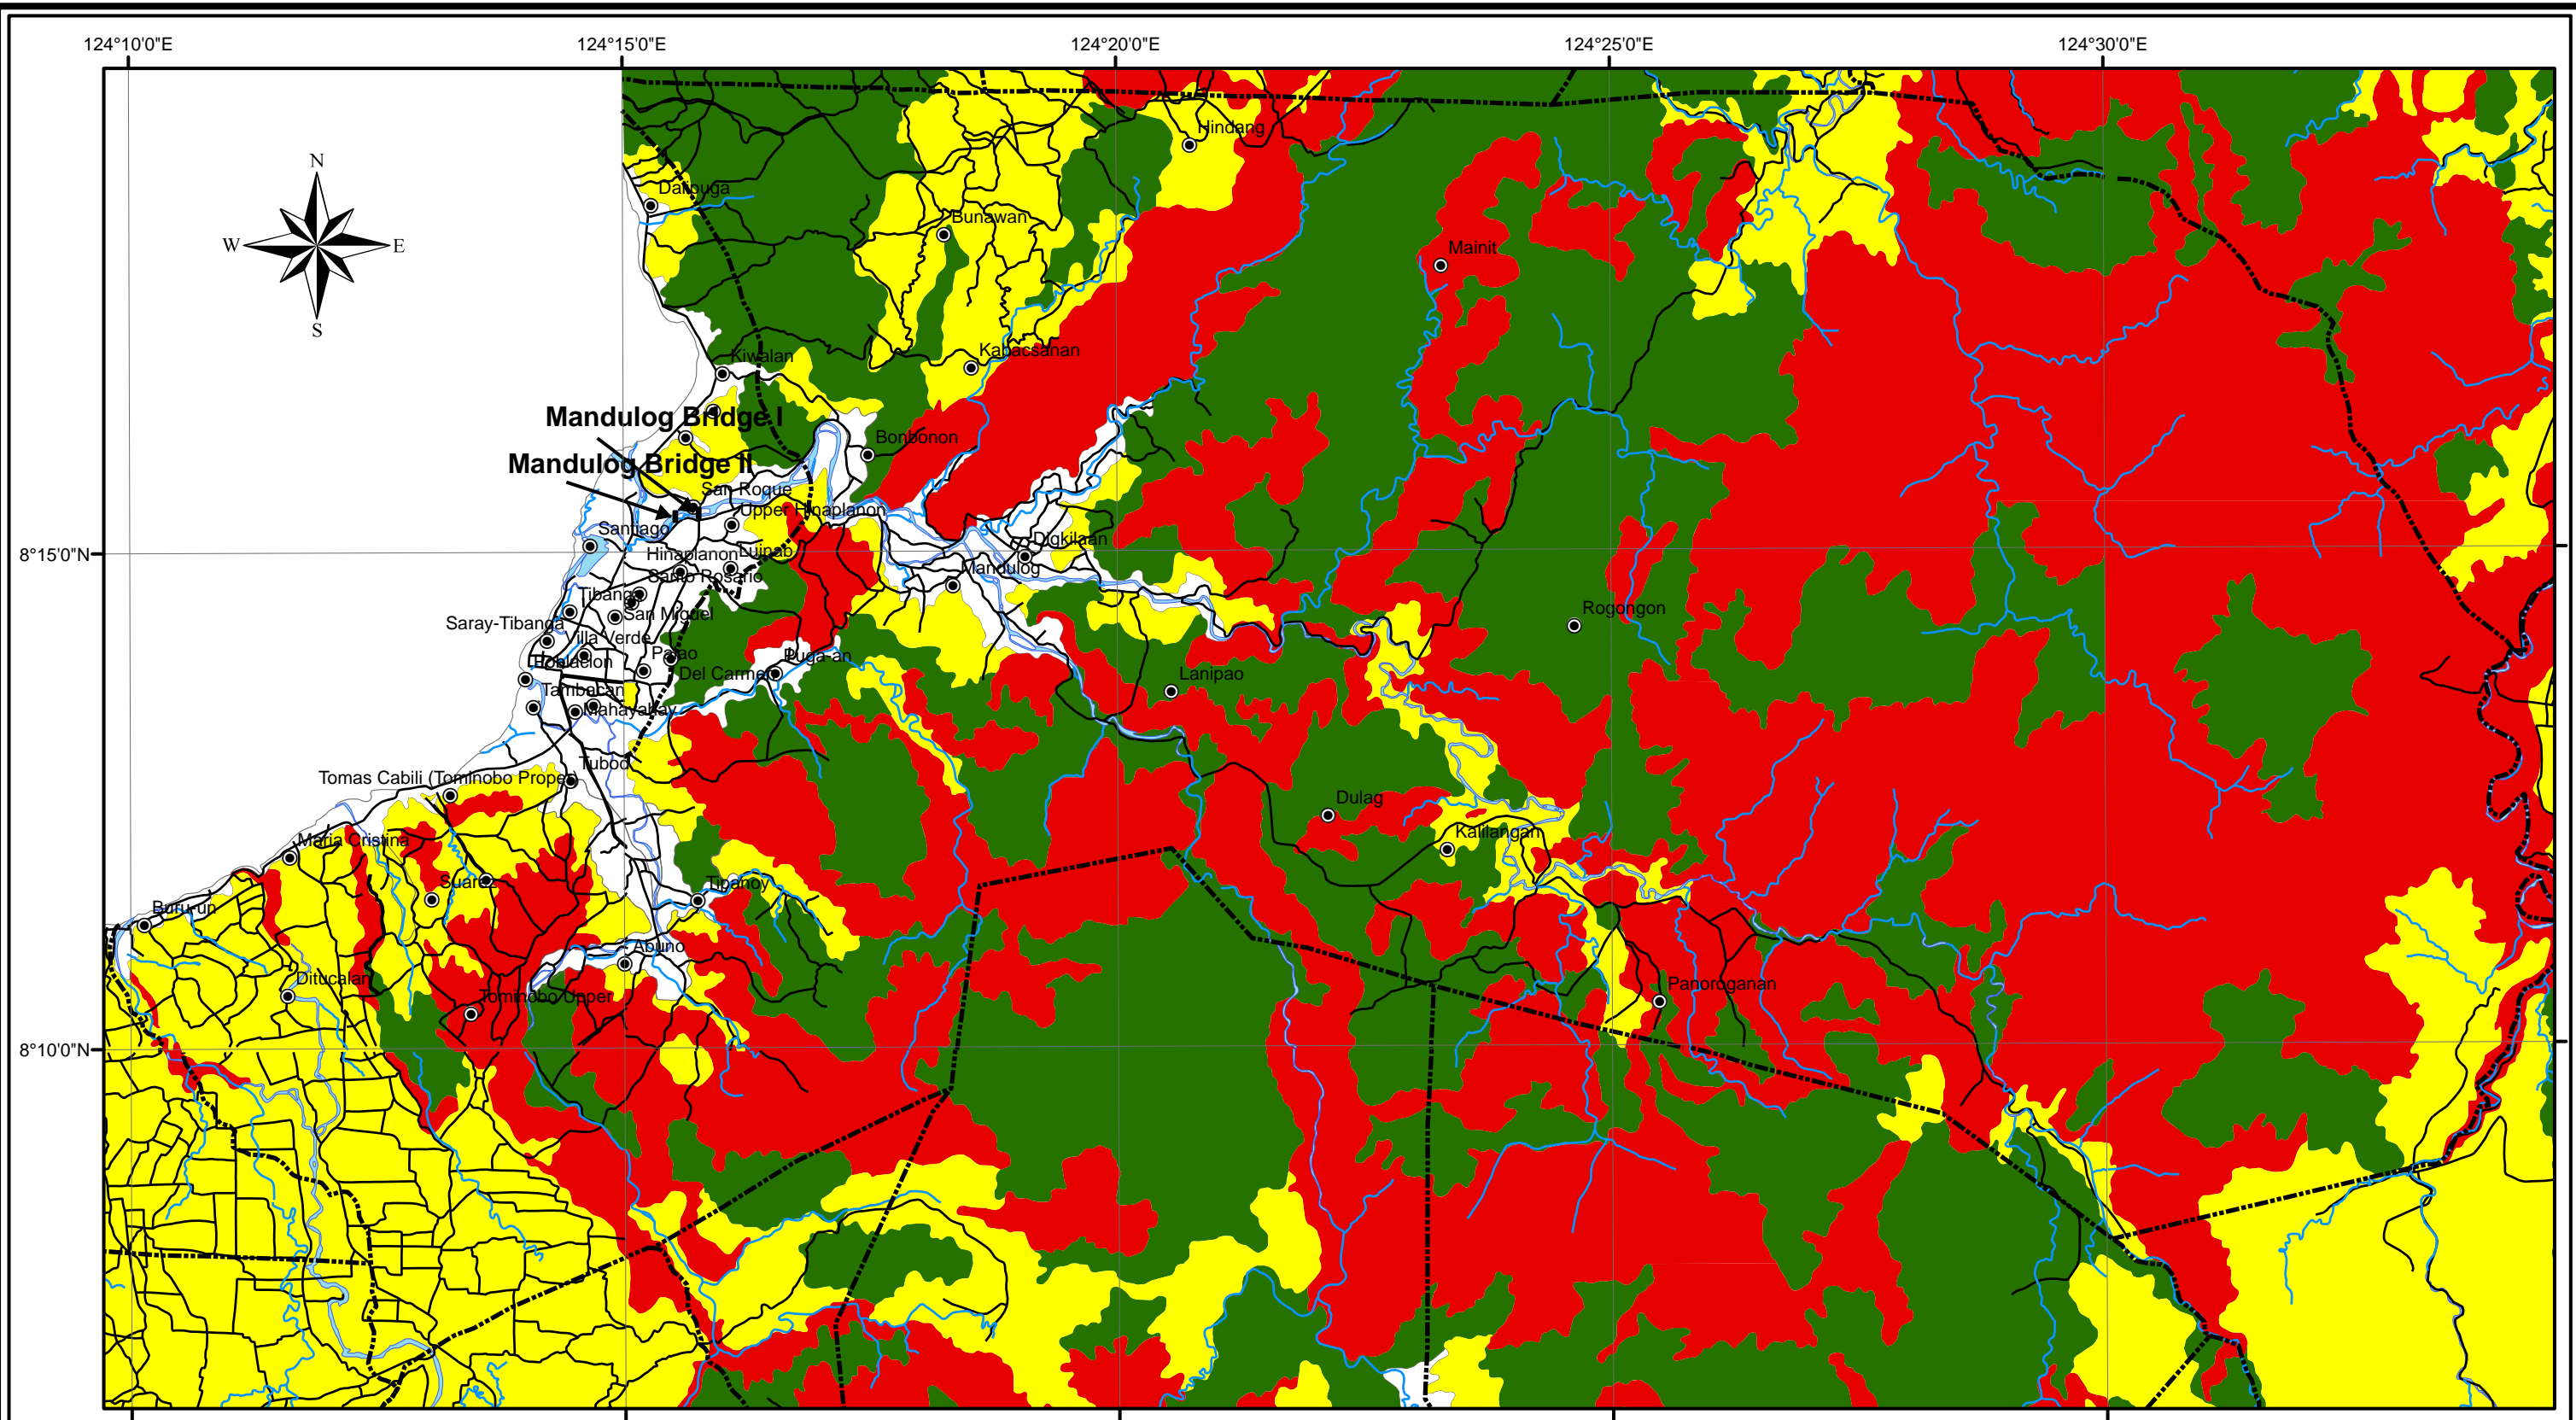 124°10'0"E
124°15'0"E
124°20'0"E
124°25'0"E
124°30'0"E
N
W
E
S
Hindang
Dalipuga
Bunawan
Mainit
Kiwalan
Kabacsanan
Mandulog Bridge I
Bonbonon
Mandulog Bridge II
San Roque
Upper Hinaplanon
Santiago
8°15'0"N
Digkilaan
Hinaplanon
Luinab
Mandulog
Santo Rosario
Tibanga
San Miguel
Rogongon
Saray-Tibanga
Villa Verde
Palao
Poblacion
Puga-an
Del Carmen
Lanipao
Tambacan
Mahayahay
Tubod
Tomas Cabili (Tominobo Proper)
Dulag
Kalilangan
Maria Cristina
Suarez
Tipanoy
Buru-un
Abuno
Ditucalan
Panoroganan
Tominobo Upper
8°10'0"N